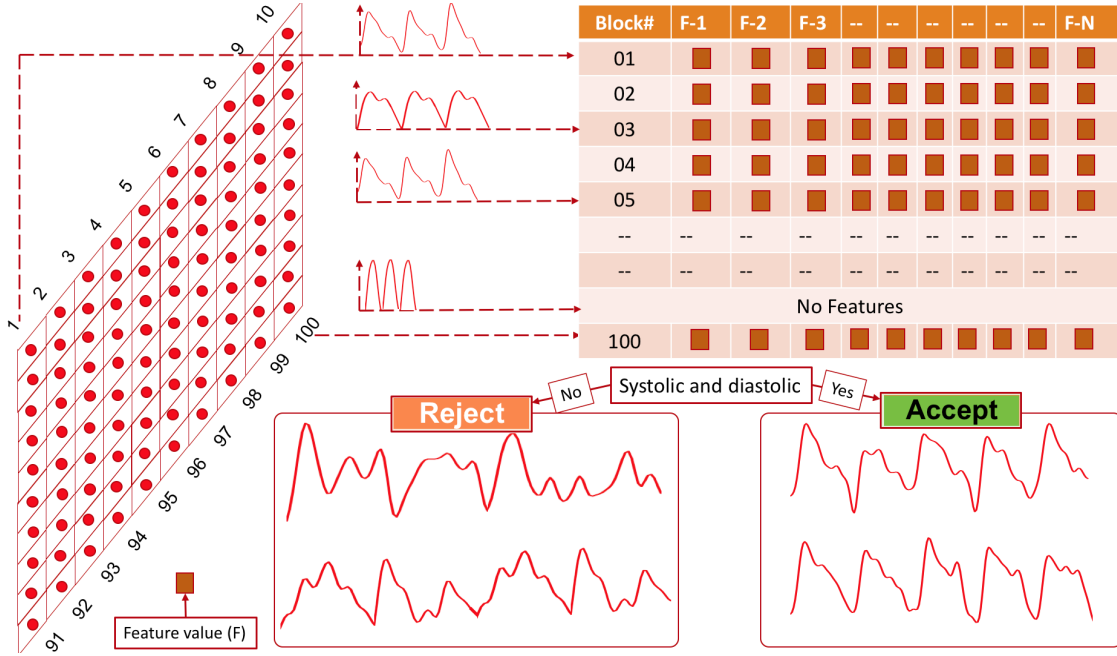 1
2
3
4
5
6
7
8
9
10
91
92
93
94
95
96
97
98
99
100
Block# F-1 F-2 F-3 -- -- -- -- -- -- F-N
01
02
03
04
05
-- -- -- -- -- -- -- -- -- -- --
-- -- -- -- -- -- -- -- -- -- --
No Features
100
Systolic and diastolic
No
Yes
Reject
Accept
Feature value (F)